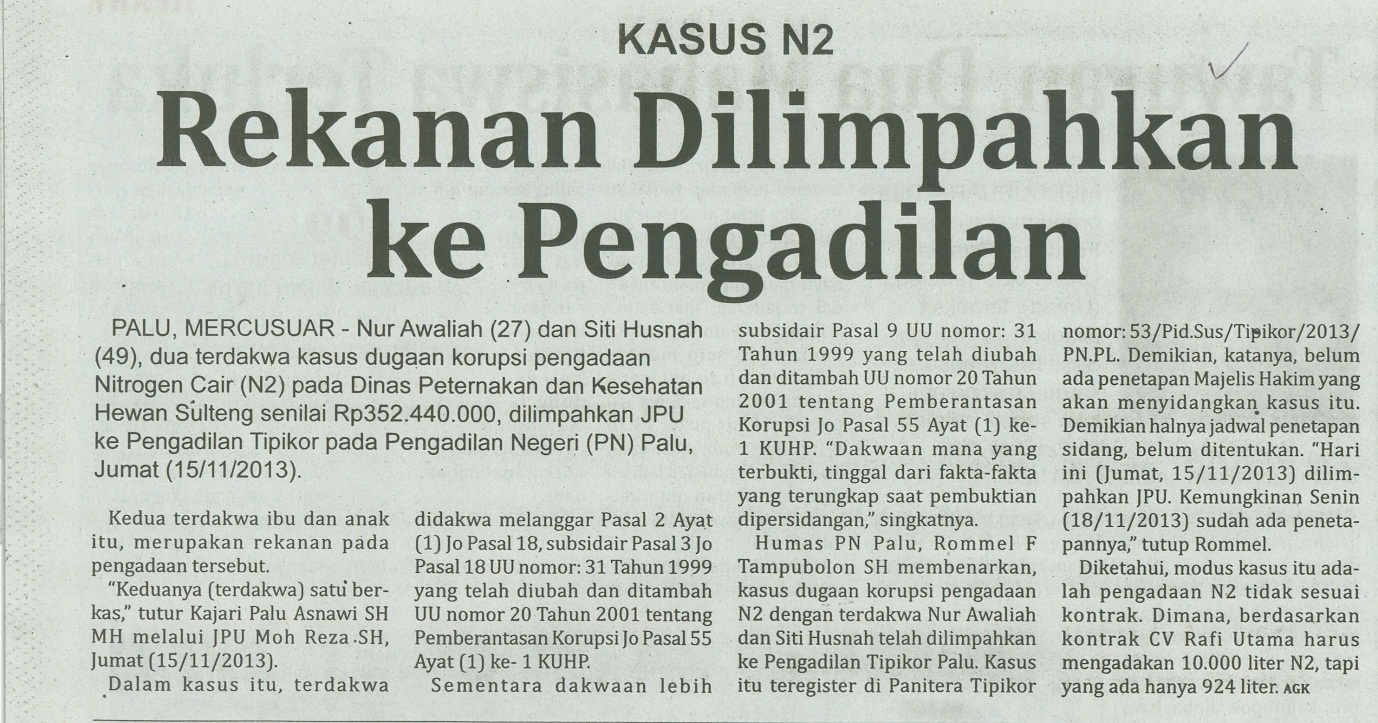 KASUS N2
Rekanan Dilimpahkan
ke Pengadilan
PALU, MERCUSUAR - Nur Awaliah (27) dan Siti Husnah
(49), dua terdakwa kasus dugaan korupsi pengadaan
Nitrogen Cair (N2) pada Dinas Peternakan dan Kesehatan
Hewan Sulteng senilai Rp352.440.000, dilimpahkan JPU
ke Pengadilan Tipikor pada Pengadilan Negeri (PN) Palu,
Jumat (15/11/2013).
Kedua terdakwa ibu dan anak
itu, merupakan rekanan pada
pengadaan tersebut.
"Keduanya (terdakwa) satu ber-
kas," tutur Kajari Palu Asnawi SH
MH melalui JPU Moh Reza SH,
Jumat (15/11/2013).
Dalam kasus itu, terdakwa
didakwa melanggar Pasal 2 Ayat
(1) Jo Pasal 18, subsidair Pasal 3 Jo
Pasal 18 UU nomor: 31 Tahun 1999
yang telah diubah dan ditambah
UU nomor 20 Tahun 2001 tentang
Pemberantasan Korupsi Jo Pasal 55
Ayat (1) ke- 1 KUHP.
Sementara dakwaan lebih
subsidair Pasal 9 UU nomor: 31
Tahun 1999 yang telah diubah
dan ditambah UU nomor 20 Tahun
2001 tentang Pemberantasan
Korupsi Jo Pasal 55 Ayat (1) ke-
1 KUHP. "Dakwaan mana yang
terbukti, tinggal dari fakta-fakta
yang terungkap saat pembuktian
dipersidangan," singkatnya.
Humas PN Palu, Rommel F
Tampubolon SH membenarkan,
kasus dugaan korupsi pengadaan
N2 dengan terdakwa Nur Awaliah
dan Siti Husnah telah dilimpahkan
ke Pengadilan Tipikor Palu. Kasus
itu teregister di Panitera Tipikor
nomor: 53/Pid.Sus/Tipikor/2013/
PN.PL. Demikian, katanya, belum
ada penetapan Majelis Hakim yang
akan menyidangkan kasus itu.
Demikian halnya jadwal penetapan
sidang, belum ditentukan. "Hari
ini (Jumat, 15/11/2013) dilim-
pahkan JPU. Kemungkinan Senin
(18/11/2013) sudah ada peneta-
pannya," tutup Rommel.
Diketahui, modus kasus itu ada-
lah pengadaan N2 tidak sesuai
kontrak. Dimana, berdasarkan
kontrak CV Rafi Utama harus
mengadakan 10.000 liter N2, tapi
yang ada hanya 924 liter. AGK